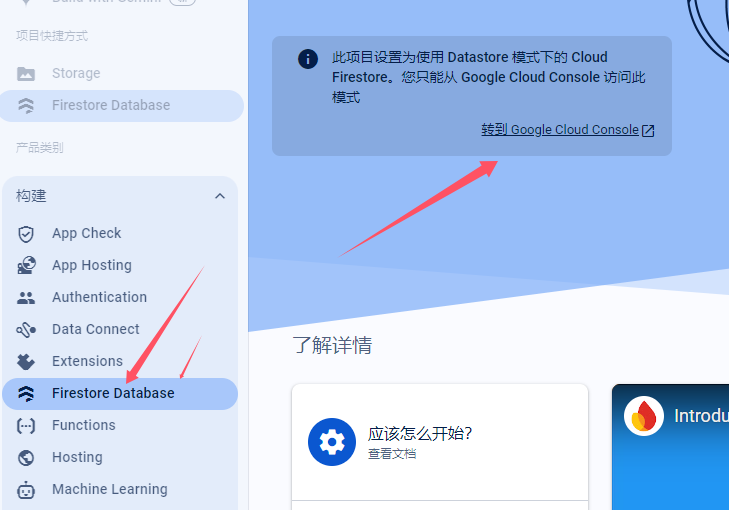 Build with Gemini
项目快捷方式
Storage
Firestore Database
产品类别
构建
App Check
App Hosting
Authentication
Data Connect
Extensions
Firestore Database
Functions
Hosting
Machine Learning
此项目设置为使用 Datastore 模式下的 Cloud
Firestore。您只能从 Google Cloud Console 访问此
模式
转到 Google Cloud Console
了解详情
应该怎么开始?
查看文档
Introdu